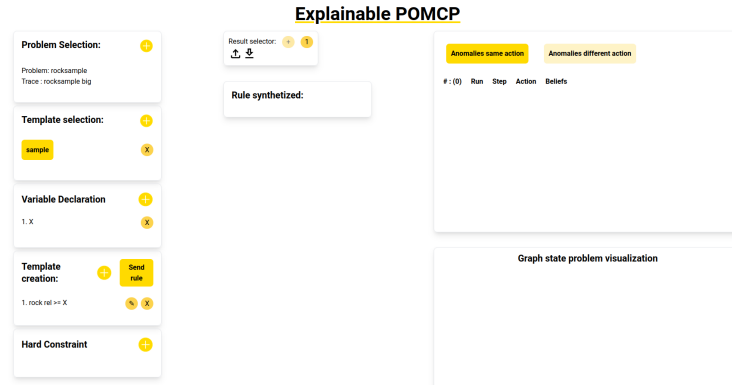 Explainable POMCP
Problem Selection:
Problem: rocksample
Trace : rocksample big
Template selection:
sample
X
Variable Declaration
1. X
X
Template creation:
Send rule
1. rock rel >= X
X
Hard Constraint
Result selector:
+
1
Rule synthetized:
Anomalies same action
Anomalies different action
# : (0) Run Step Action Beliefs
Graph state problem visualization